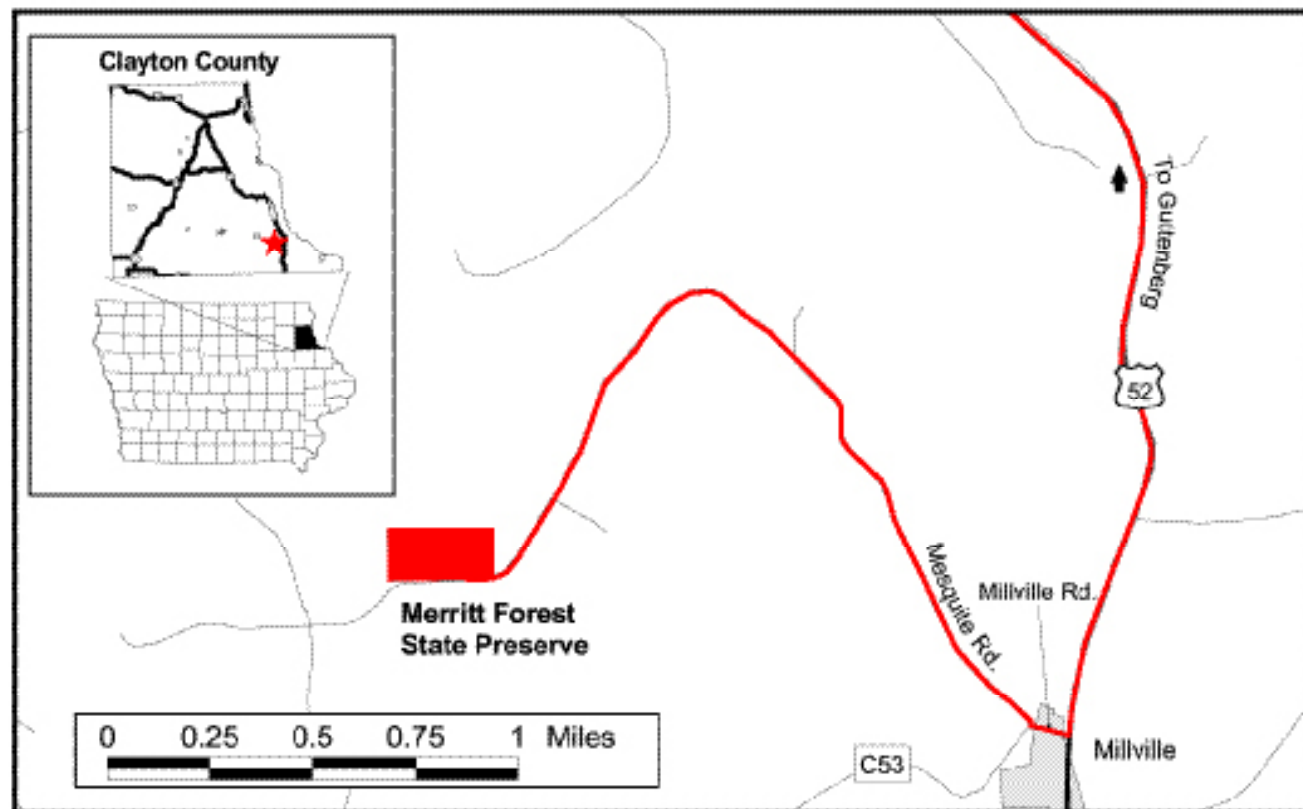 Clayton County
To Guttenberg
52
Mesquite Rd.
Millville Rd.
Merritt Forest
State Preserve
0 0.25 0.5 0.75 1 Miles
C53
Millville